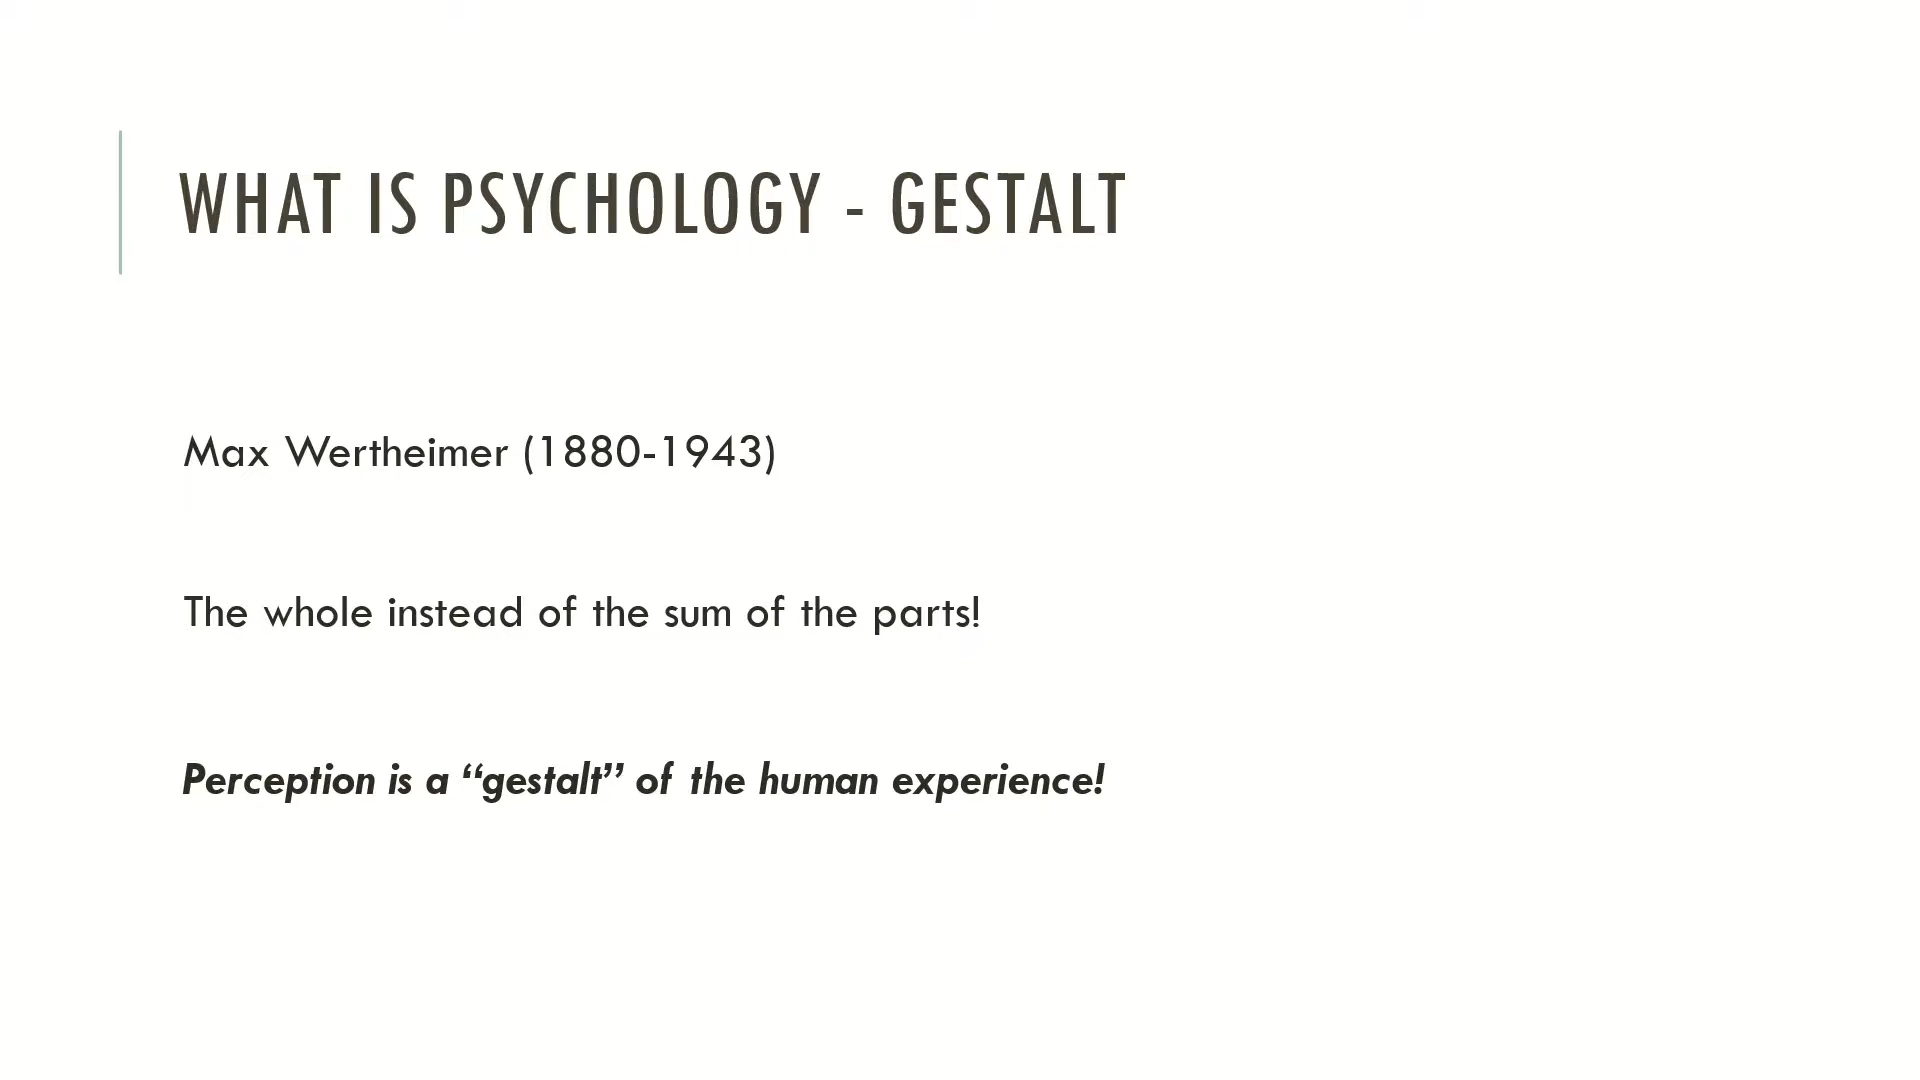 WHAT IS PSYCHOLOGY - GESTALT
Max Wertheimer (1880-1943)
The whole instead of the sum of the parts!
Perception is a “gestalt” of the human experience!